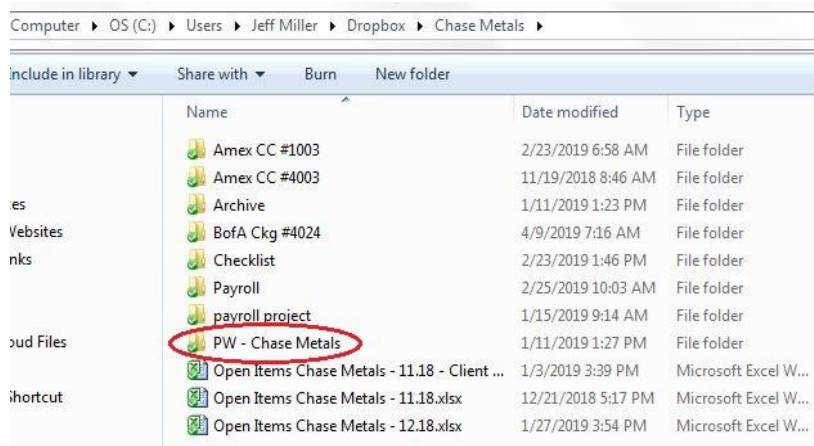 Computer ▸ OS (C:) ▸ Users ▸ Jeff Miller ▸ Dropbox ▸ Chase Metals ▸
Include in library ▾ Share with ▾ Burn New folder
Name Date modified Type
Amex CC #1003 2/23/2019 6:58 AM File folder
Amex CC #4003 11/19/2018 8:46 AM File folder
Archive 1/11/2019 1:23 PM File folder
es
BofA Ckg #4024 4/9/2019 7:16 AM File folder
Websites
Checklist 2/23/2019 1:46 PM File folder
nks
Payroll 2/25/2019 10:03 AM File folder
payroll project 1/15/2019 9:14 AM File folder
oud Files PW - Chase Metals 1/11/2019 1:27 PM File folder
Open Items Chase Metals - 11.18 - Client ... 1/3/2019 3:39 PM Microsoft Excel W...
Shortcut Open Items Chase Metals - 11.18.xlsx 12/21/2018 5:17 PM Microsoft Excel W...
Open Items Chase Metals - 12.18.xlsx 1/27/2019 3:54 PM Microsoft Excel W...